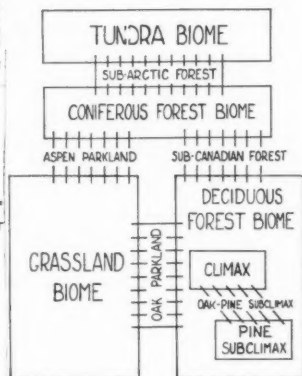 TUNDRA BIOME
SUB-ARCTIC FOREST
CONIFEROUS FOREST BIOME
ASPEN PARKLAND
SUB-CANADIAN FOREST
GRASSLAND
BIOME
OAK PARKLAND
DECIDUOUS
FOREST BIOME
CLIMAX
OAK-PINE SUBCLIMAX
PINE
SUBCLIMAX